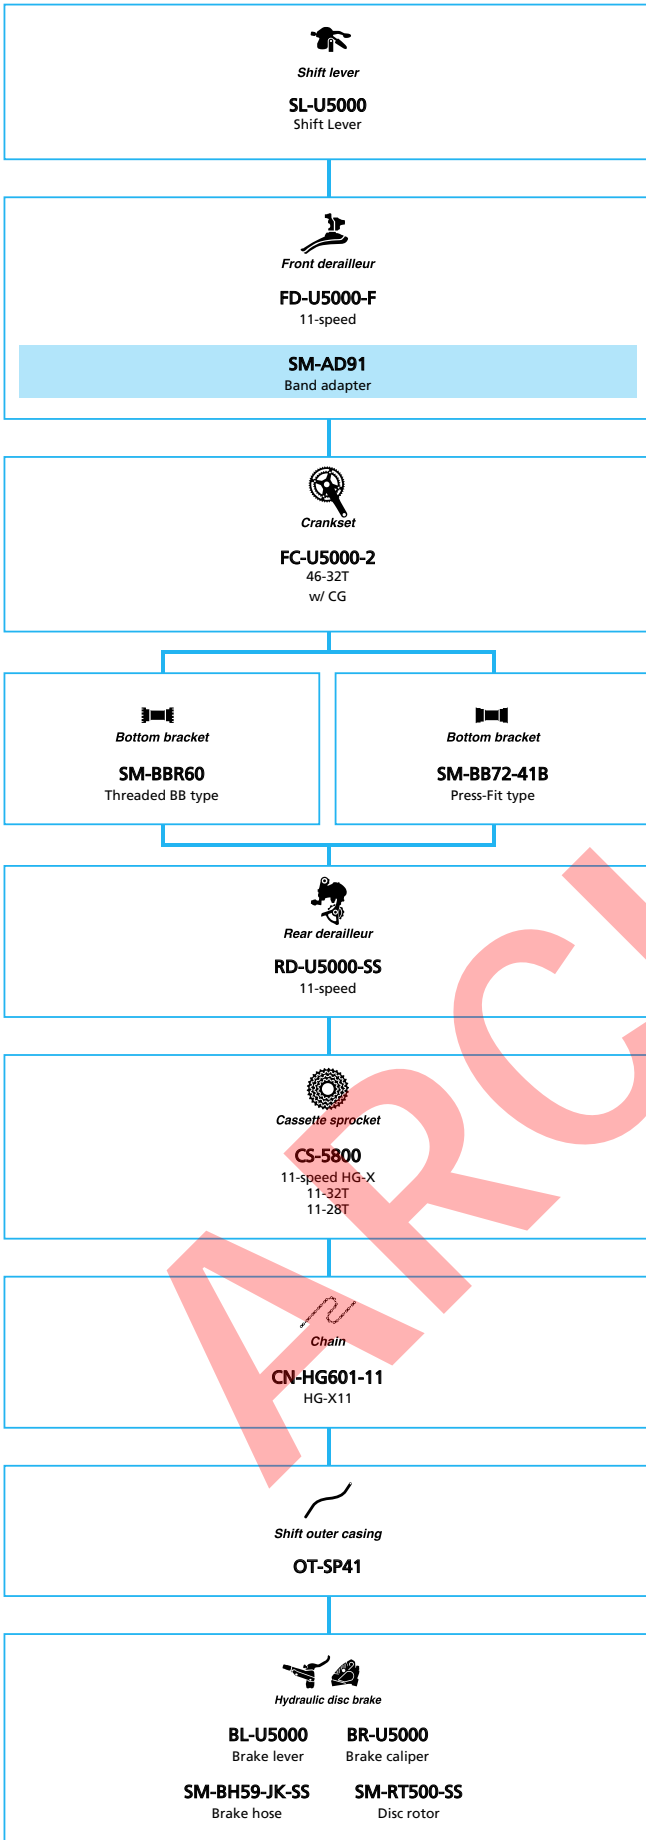 Shift lever
SL-U5000
Shift Lever
Front derailleur
FD-U5000-F
11-speed
SM-AD91
Band adapter
Crankset
FC-U5000-2
46-32T
w/ CG
Bottom bracket
SM-BBR60
Threaded BB type
Bottom bracket
SM-BB72-41B
Press-Fit type
Rear derailleur
RD-U5000-SS
11-speed
Cassette sprocket
CS-5800
11-speed HG-X
11-32T
11-28T
Chain
CN-HG601-11
HG-X11
Shift outer casing
OT-SP41
Hydraulic disc brake
BL-U5000 BR-U5000
Brake lever Brake caliper
SM-BH59-JK-SS SM-RT500-SS
Brake hose Disc rotor